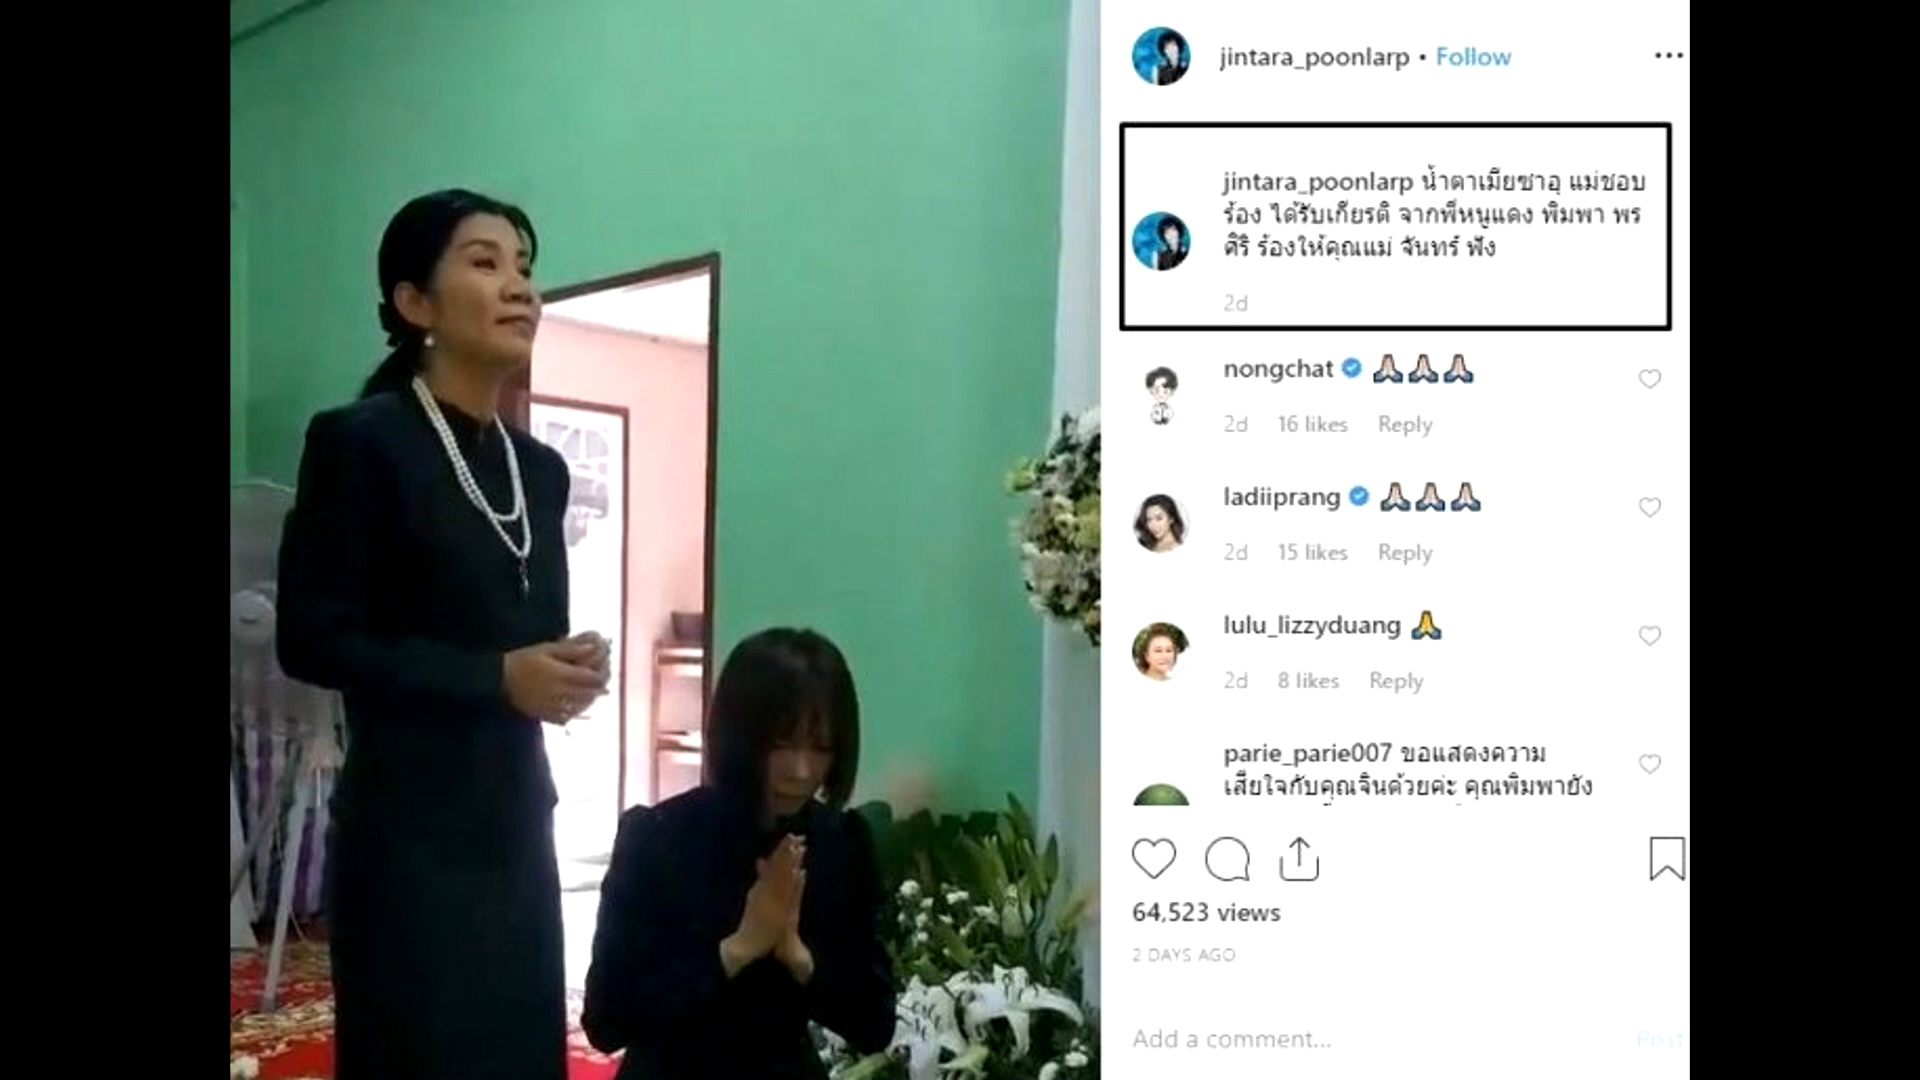 jintara_poonlarp • Follow
jintara_poonlarp น้ำตาเมียซาอุ แม่ชอบ
ร้อง ได้รับเกียรติ จากพี่หนูแดง พิมพา พร
ศิริ ร้องให้คุณแม่ จันทร์ ฟัง
2d
nongchat 🙏🏻🙏🏻🙏🏻
2d 16 likes Reply
ladiiprang 🙏🏻🙏🏻🙏🏻
2d 15 likes Reply
lulu_lizzyduang 🙏
2d 8 likes Reply
parie_parie007 ขอแสดงความ
เสียใจกับคุณจินด้วยค่ะ คุณพิมพายัง
64,523 views
2 DAYS AGO
Add a comment... Post